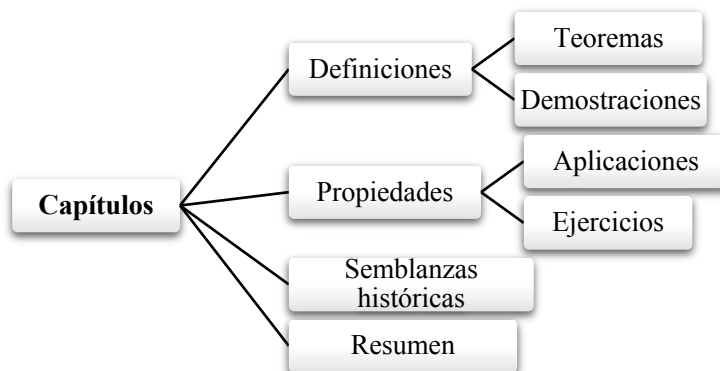 Teoremas
Definiciones
Demostraciones
Aplicaciones
Propiedades
Capítulos
Ejercicios
Semblanzas
históricas
Resumen